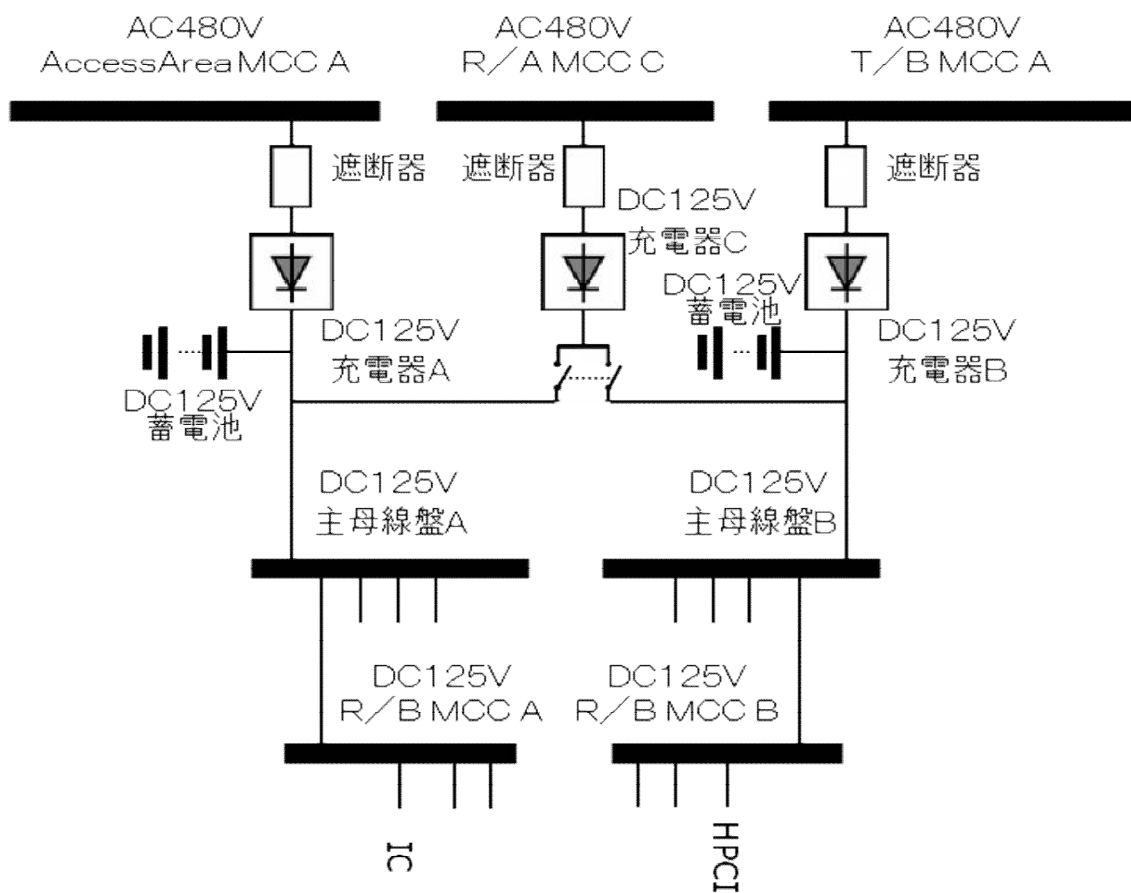 AC480V
AccessArea MCC A
AC480V
R／A MCC C
AC480V
T／B MCC A
遮断器
遮断器
遮断器
DC125V
充電器C
DC125V
蓄電池
DC125V
充電器A
DC125V
充電器B
DC125V
蓄電池
DC125V
主母線盤A
DC125V
主母線盤B
DC125V
R／B MCC A
DC125V
R／B MCC B
IC
HPCI